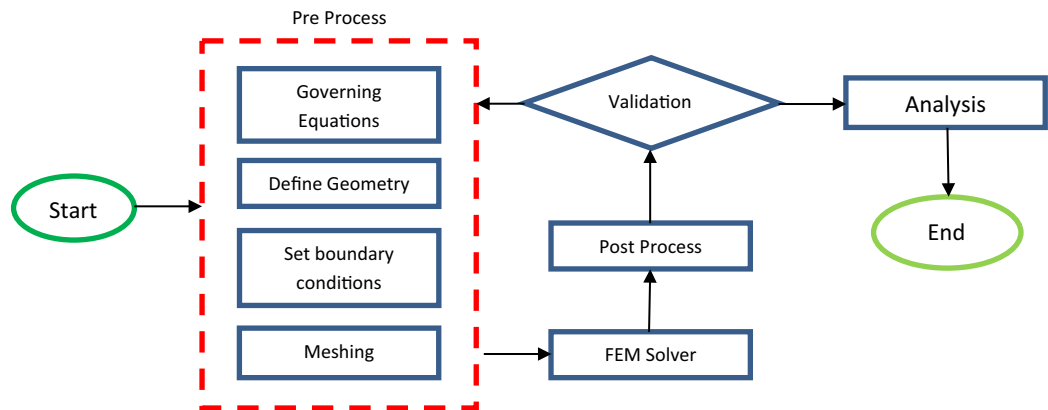 Pre Process
Governing
Equations
Define Geometry
Set boundary
conditions
Meshing
Start
Validation
Post Process
FEM Solver
Analysis
End